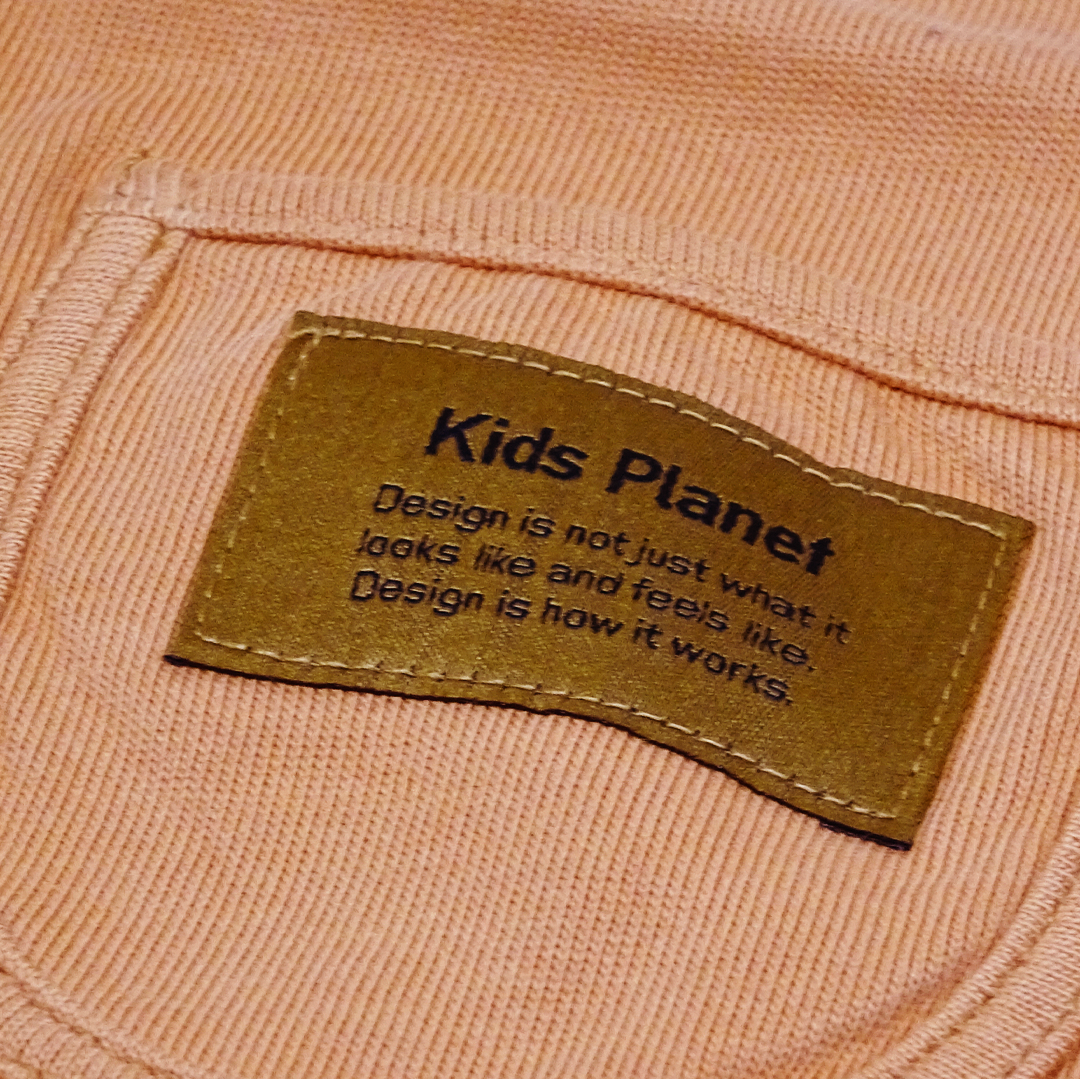 Kids Planet
Design is not just what it
looks like and feels like.
Design is how it works.